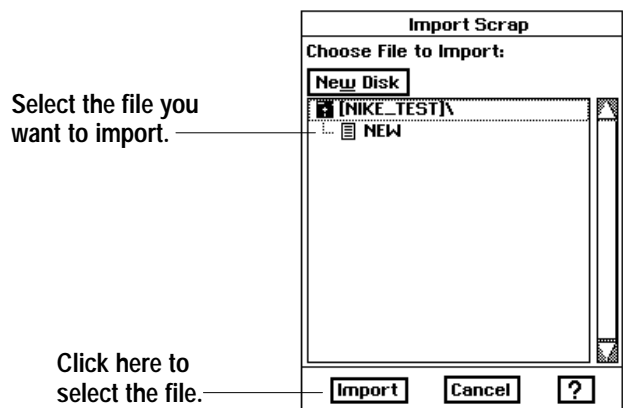 Import Scrap
Choose File to Import:
New Disk
Select the file you
want to import.
[NIKE_TEST]\
NEW
Click here to
select the file.
Import Cancel ?